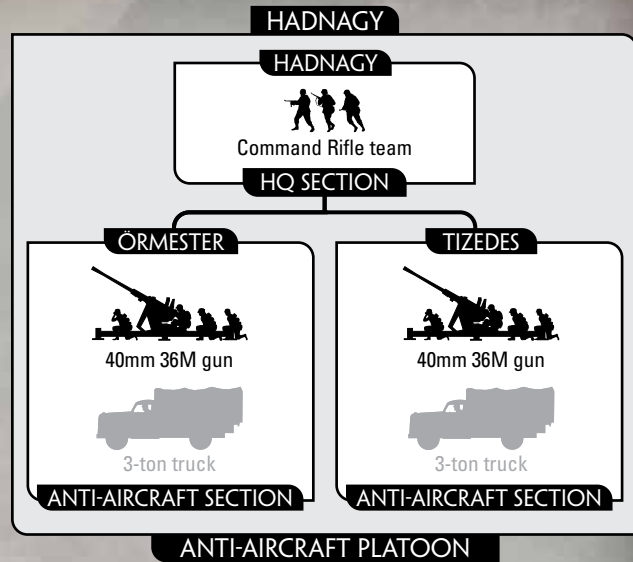 HADNAGY
HADNAGY
Command Rifle team
HQ SECTION
ÖRMESTER
40mm 36M gun
3-ton truck
ANTI-AIRCRAFT SECTION
TIZEDES
40mm 36M gun
3-ton truck
ANTI-AIRCRAFT SECTION
ANTI-AIRCRAFT PLATOON